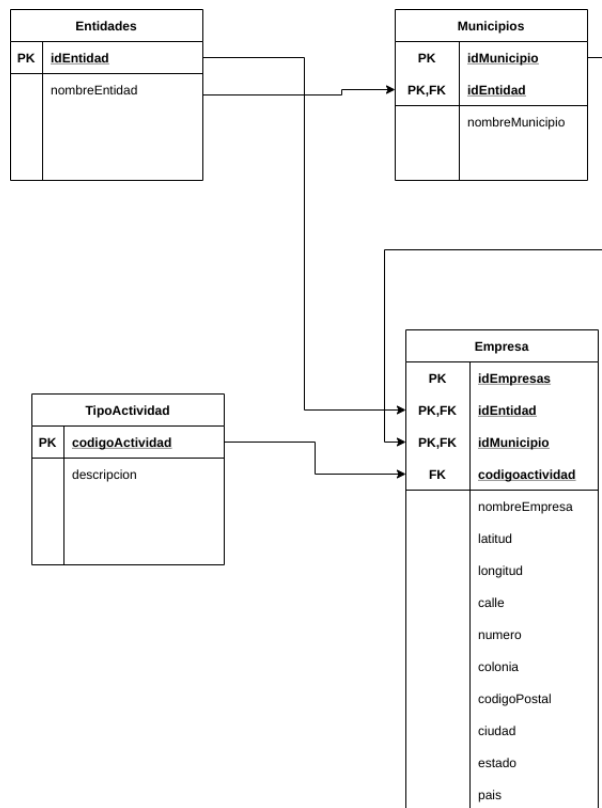 Entidades
PK idEntidad
nombreEntidad
Municipios
PK idMunicipio
PK,FK idEntidad
nombreMunicipio
TipoActividad
PK codigoActividad
descripcion
Empresa
PK idEmpresas
PK,FK idEntidad
PK,FK idMunicipio
FK codigoactividad
nombreEmpresa
latitud
longitud
calle
numero
colonia
codigoPostal
ciudad
estado
pais